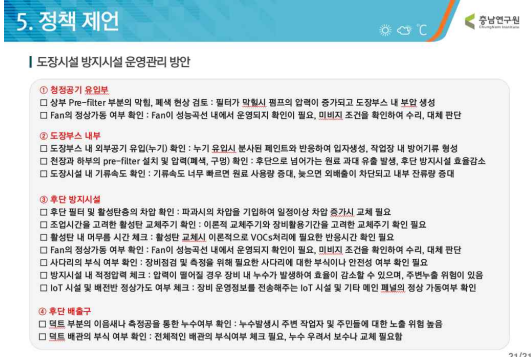 5. 정책 제언
충남연구원
도장시설 방지시설 운영관리 방안
① 청정공기 유입부
□ 상부 Pre-filter 부분의 막힘, 폐색 현상 검토 : 필터가 막힐시 펌프의 압력이 증가되고 도장부스 내 부압 생성
□ Fan의 정상가동 여부 확인 : Fan이 성능곡선 내에서 운영되지 확인이 필요, 미비지 조건을 확인하여 수리, 대체 판단
② 도장부스 내부
□ 도장부스 내 외부공기 유입(누기) 확인 : 누기 유입시 분사된 페인트와 반응하여 입자생성, 작업장 내 방어기류 형성
□ 천장과 하부의 pre-filter 설치 및 압력(폐색, 구멍) 확인 : 후단으로 넘어가는 원료 과대 유출 발생, 후단 방지시설 효율감소
□ 도장시설 내 기류속도 확인 : 기류속도 너무 빠르면 원료 사용량 증대, 늦으면 외배출이 차단되고 내부 잔류량 증대
③ 후단 방지시설
□ 후단 필터 및 활성탄층의 차압 확인 : 파과시의 차압을 기입하여 일정이상 차압 증가시 교체 필요
□ 조업시간을 고려한 활성탄 교체주기 확인 : 이론적 교체주기와 장비활용기간을 고려한 교체주기 확인 필요
□ 활성탄 내 머무름 시간 체크 : 활성탄 교체시 이론적으로 VOCs처리에 필요한 반응시간 확인 필요
□ Fan의 정상가동 여부 확인 : Fan이 성능곡선 내에서 운영되지 확인이 필요, 미비지 조건을 확인하여 수리, 대체 판단
□ 사다리의 부식 여부 확인 : 장비점검 및 측정을 위해 필요한 사다리에 대한 부식이나 안전성 여부 확인 필요
□ 방지시설 내 적정압력 체크 : 압력이 떨어질 경우 장비 내 누수가 발생하여 효율이 감소할 수 있으며, 주변누출 위험이 있음
□ IoT 시설 및 배전반 정상가도 여부 체크 : 장비 운영정보를 전송해주는 IoT 시설 및 기타 메인 패널의 정상 가동여부 확인
④ 후단 배출구
□ 덕트 부분의 이음새나 측정공을 통한 누수여부 확인 : 누수발생시 주변 작업자 및 주민들에 대한 노출 위험 높음
□ 덕트 배관의 부식 여부 확인 : 전체적인 배관의 부식여부 체크 필요, 누수 우려서 보수나 교체 필요함